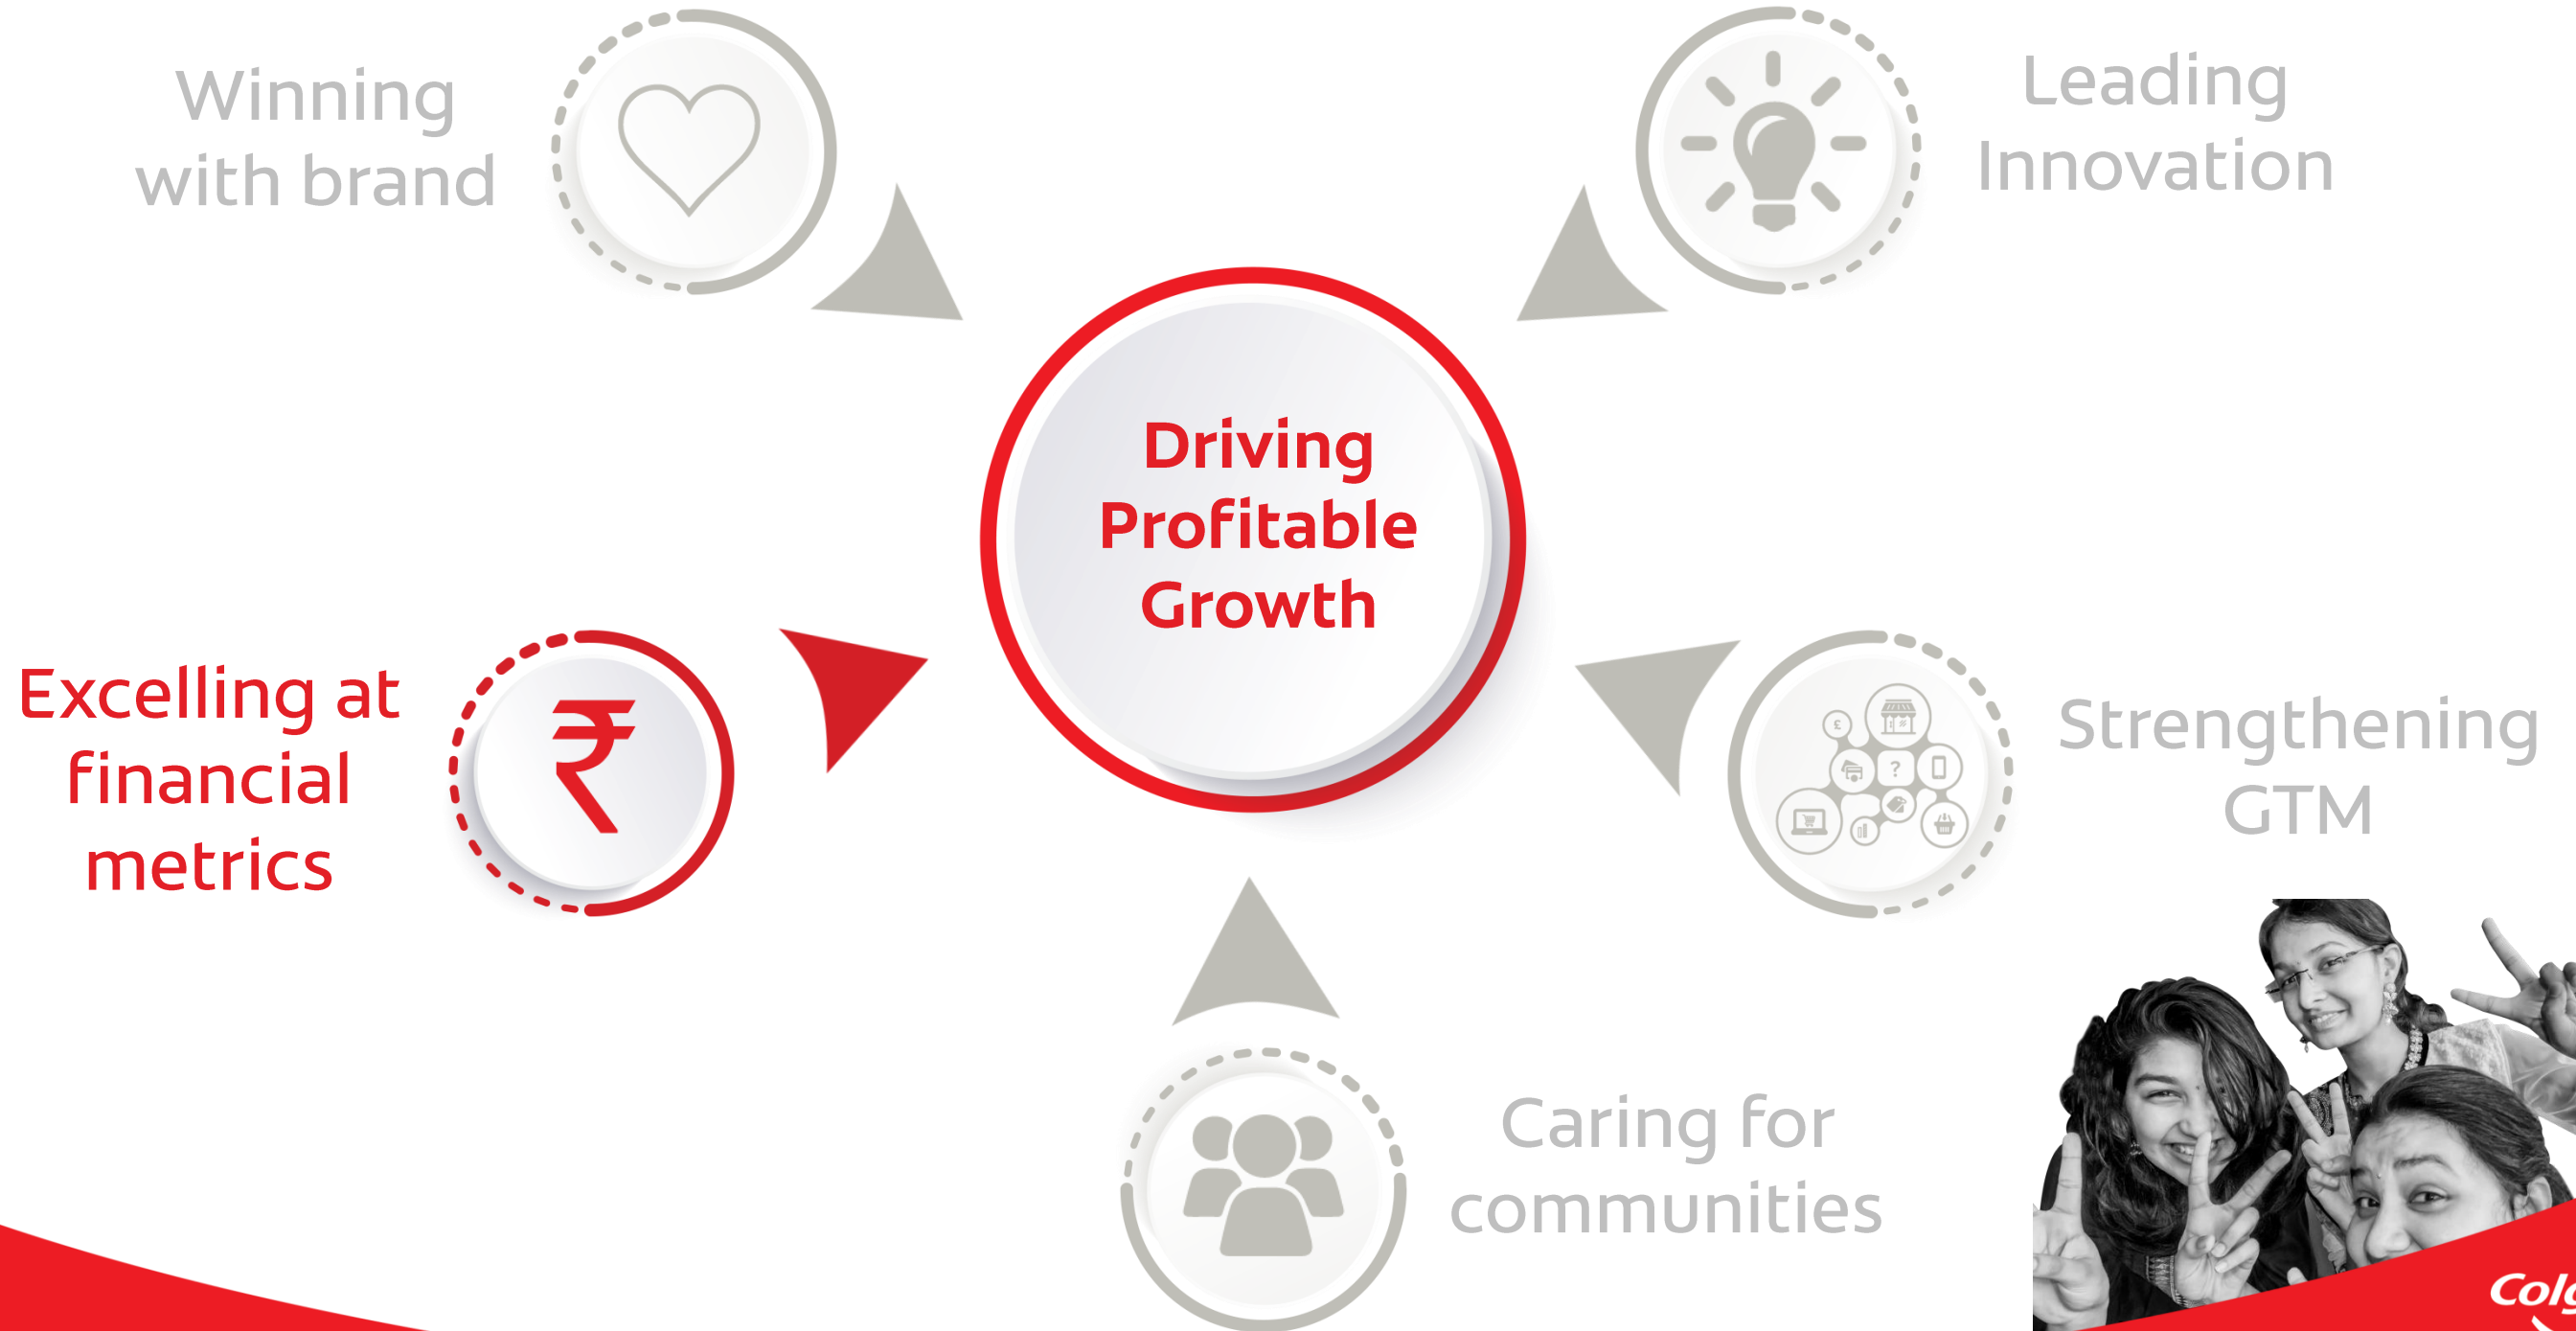 Winning
with brand
Leading
Innovation
Driving
Profitable
Growth
Excelling at
financial
metrics
₹
Strengthening
GTM
£
?
Caring for
communities